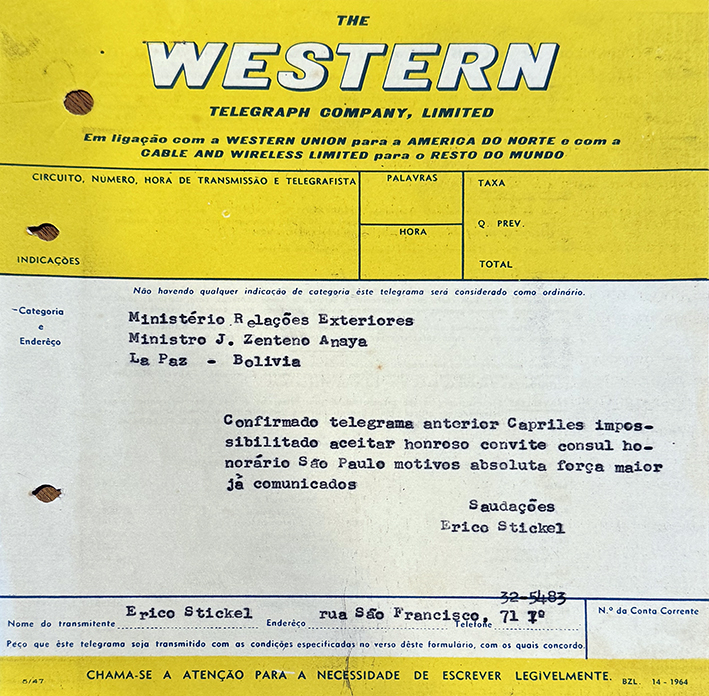 THE
WESTERN
TELEGRAPH COMPANY, LIMITED
Em ligação com a WESTERN UNION para a AMERICA DO NORTE e com a
CABLE AND WIRELESS LIMITED para o RESTO DO MUNDO
CIRCUITO, NÚMERO, HORA DE TRANSMISSÃO E TELEGRAFISTA
INDICAÇÕES
PALAVRAS
HORA
TAXA
Q. PREV.
TOTAL
Não havendo qualquer indicação de categoria êste telegrama será considerado como ordinário.
Categoria
e
Enderêço
Ministério Relações Exteriores
Ministro J. Zenteno Anaya
La Paz - Bolivia
Confirmado telegrama anterior Capriles impos-
sibilitado aceitar honroso convite consul ho-
norário São Paulo motivos absoluta força maior
já comunicados
Saudações
Erico Stickel
32-5483
Nome do transmitente Erico Stickel Enderéço rua São Francisco, 71 7º Telefone
N.º da Conta Corrente
Peço que êste telegrama seja transmitido com as condições especificadas no verso dêste formulário, com os quais concordo.
6/47 CHAMA-SE A ATENÇÃO PARA A NECESSIDADE DE ESCREVER LEGIVELMENTE. BZL. 14 - 1964